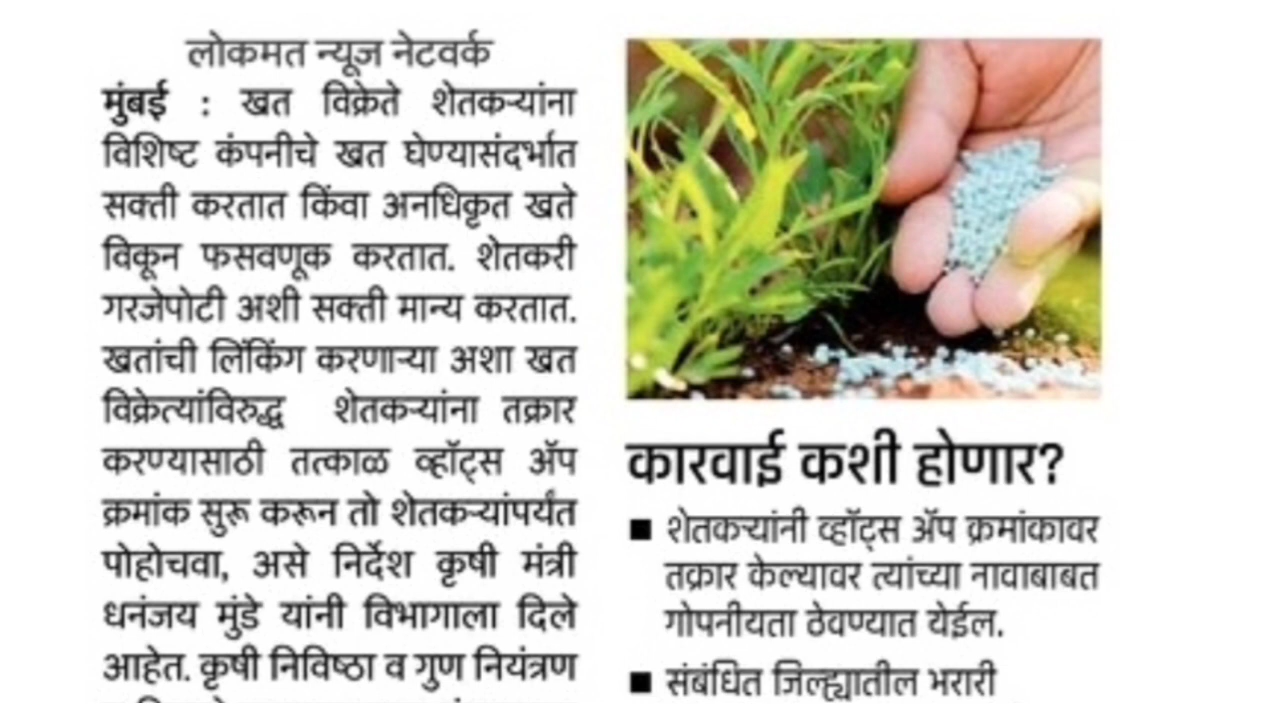 लोकमत न्यूज नेटवर्क
मुंबई : खत विक्रेते शेतकऱ्यांना
विशिष्ट कंपनीचे खत घेण्यासंदर्भात
सक्ती करतात किंवा अनधिकृत खते
विकून फसवणूक करतात. शेतकरी
गरजेपोटी अशी सक्ती मान्य करतात.
खतांची लिंकिंग करणाऱ्या अशा खत
विक्रेत्यांविरुद्ध शेतकऱ्यांना तक्रार
करण्यासाठी तत्काळ व्हॉट्स ॲप
क्रमांक सुरू करून तो शेतकऱ्यांपर्यंत
पोहोचवा, असे निर्देश कृषी मंत्री
धनंजय मुंडे यांनी विभागाला दिले
आहेत. कृषी निविष्ठा व गुण नियंत्रण
कारवाई कशी होणार?
■ शेतकऱ्यांनी व्हॉट्स ॲप क्रमांकावर
तक्रार केल्यावर त्यांच्या नावाबाबत
गोपनीयता ठेवण्यात येईल.
■ संबंधित जिल्ह्यातील भरारी